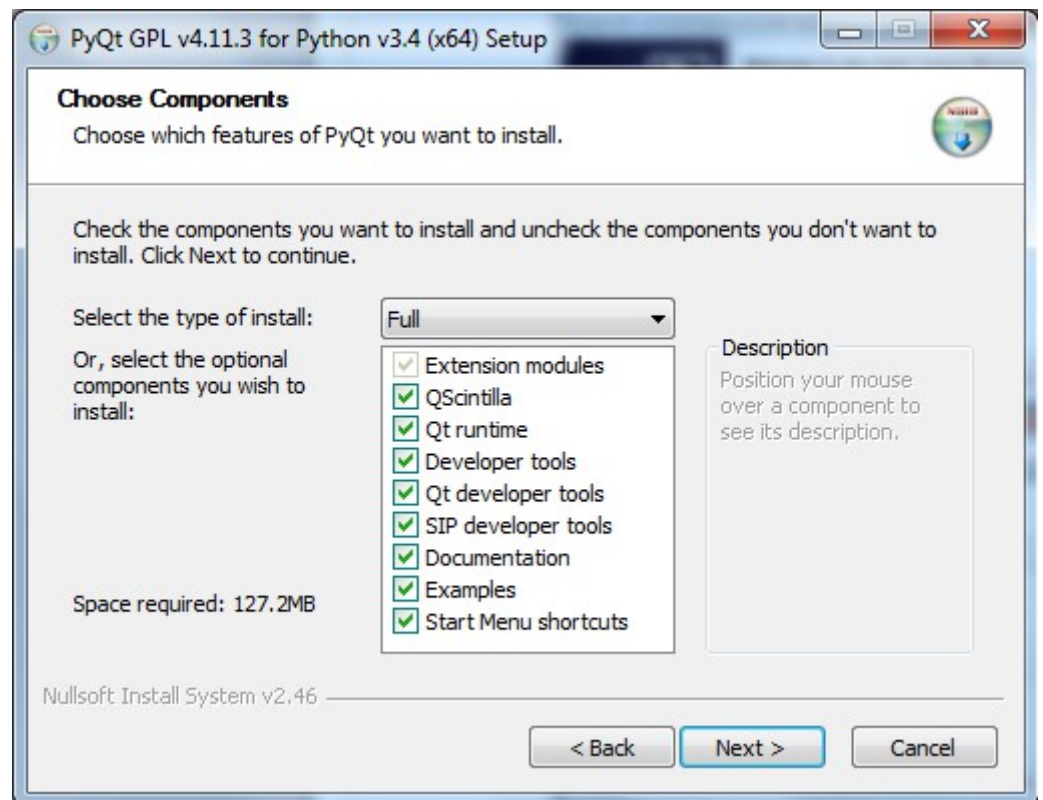 PyQt GPL v4.11.3 for Python v3.4 (x64) Setup
Choose Components
Choose which features of PyQt you want to install.
Check the components you want to install and uncheck the components you don't want to
install. Click Next to continue.
Select the type of install:
Full
Or, select the optional
components you wish to
install:
Extension modules
QScintilla
Qt runtime
Developer tools
Qt developer tools
SIP developer tools
Documentation
Examples
Start Menu shortcuts
Description
Position your mouse
over a component to
see its description.
Space required: 127.2MB
Nullsoft Install System v2.46
< Back
Next >
Cancel